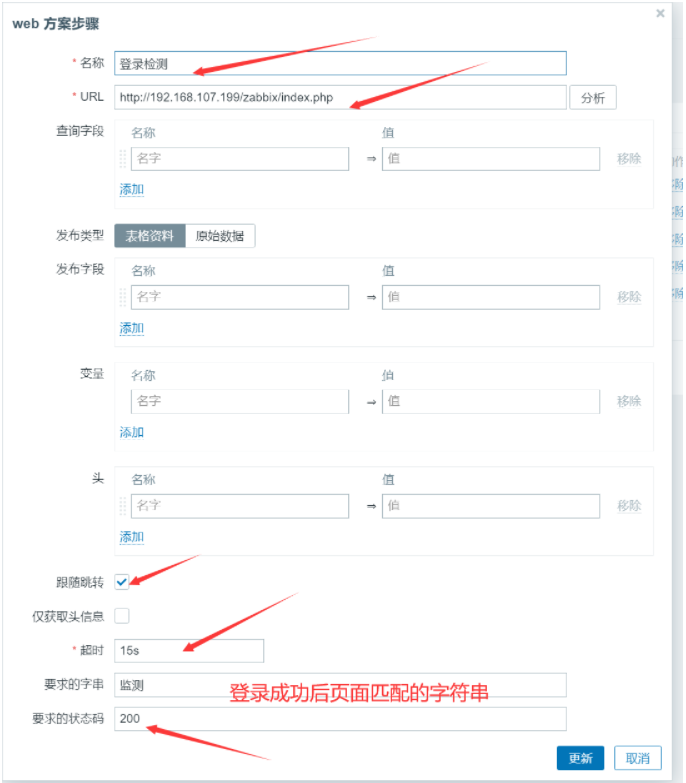 web 方案步骤
* 名称 登录检测
* URL http://192.168.107.199/zabbix/index.php 分析
查询字段 名称 值
名字 ⇒ 值 移除
添加
发布类型 表格资料 原始数据
发布字段 名称 值
名字 ⇒ 值 移除
添加
变量 名称 值
名字 ⇒ 值 移除
添加
头 名称 值
名字 ⇒ 值 移除
添加
跟随跳转
仅获取头信息
* 超时 15s
要求的字串 监测
登录成功后页面匹配的字符串
要求的状态码 200
更新 取消